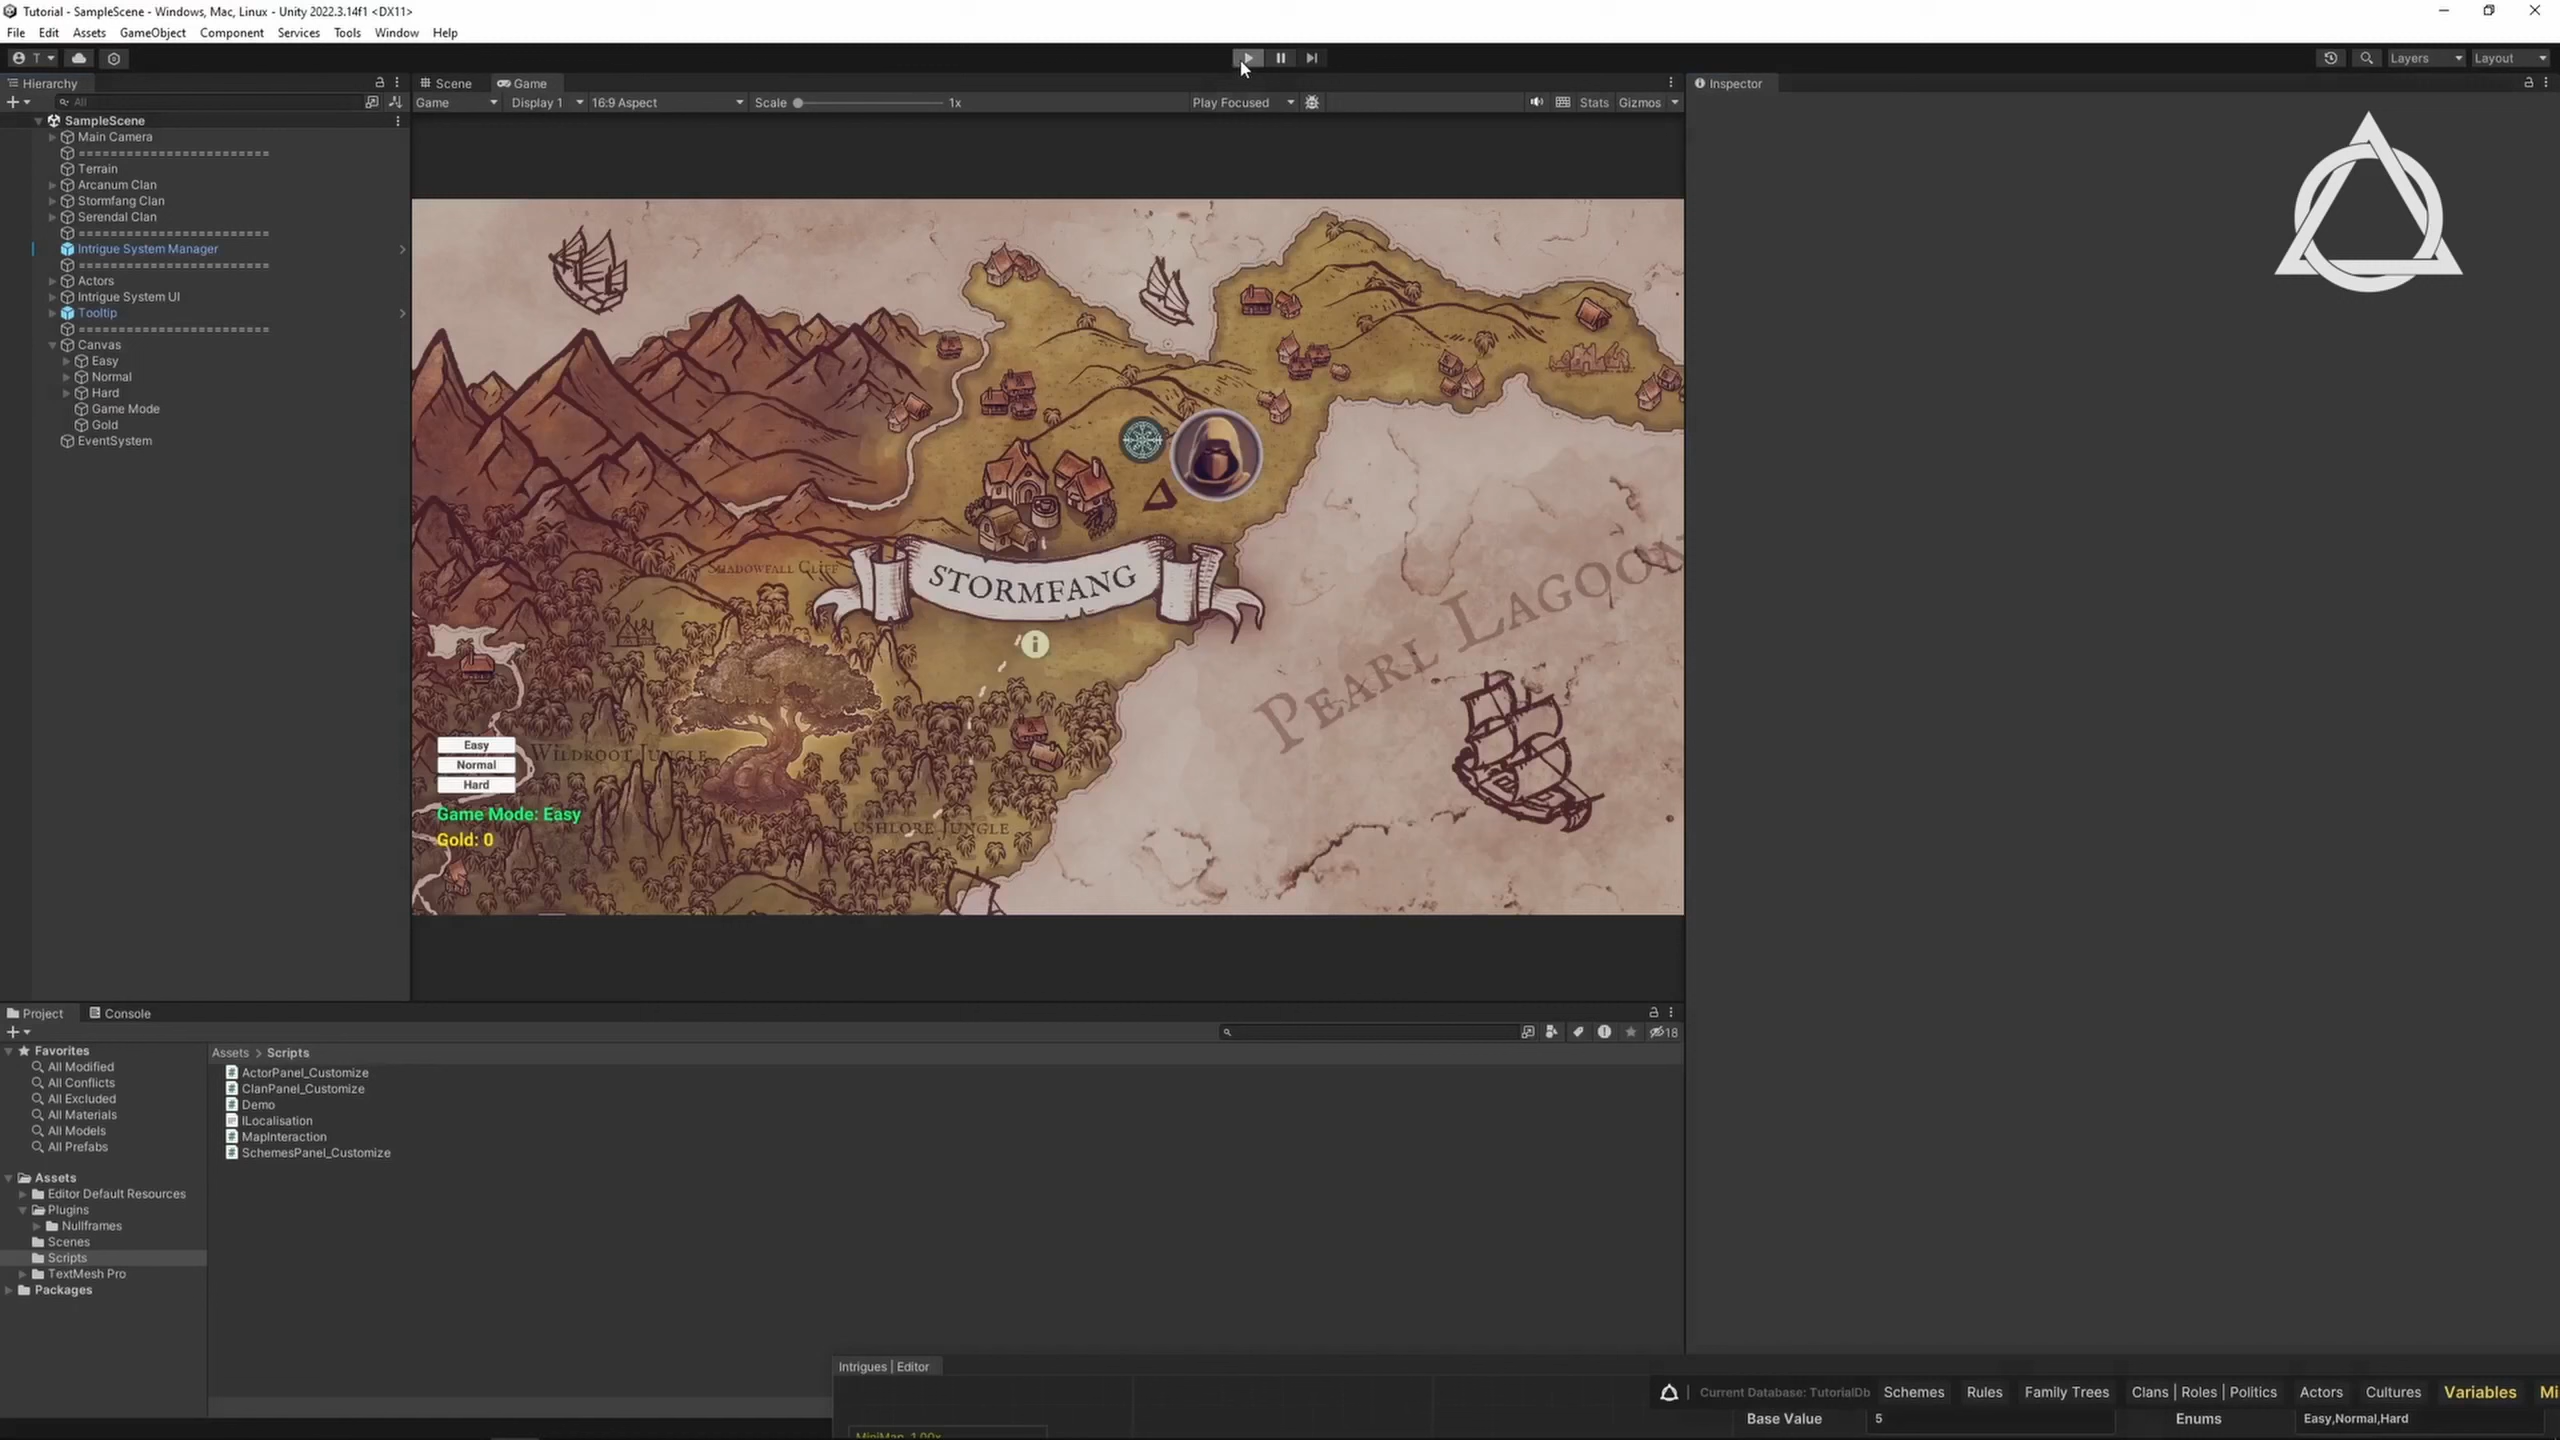 Tutorial - SampleScene - Windows, Mac, Linux - Unity 2022.3.14f1 <DX11>
File Edit Assets GameObject Component Services Tools Window Help
T Layers Layout
Hierarchy Scene Game Inspector
All Game Display 1 16:9 Aspect Scale 1x Play Focused Stats Gizmos
SampleScene
Main Camera
========================
Terrain
Arcanum Clan
Stormfang Clan
Serendal Clan
========================
Intrigue System Manager
========================
Actors
Intrigue System UI
Tooltip
========================
Canvas
Easy
Normal
Hard
Game Mode
Gold
EventSystem
Shadowfall Cliff
STORMFANG
Pearl Lagoon
Wildroot Jungle
Lushlore Jungle
Easy
Normal
Hard
Game Mode: Easy
Gold: 0
Project Console
18
Favorites
All Modified
All Conflicts
All Excluded
All Materials
All Models
All Prefabs
Assets
Editor Default Resources
Plugins
Nullframes
Scenes
Scripts
TextMesh Pro
Packages
Assets > Scripts
ActorPanel_Customize
ClanPanel_Customize
Demo
ILocalisation
MapInteraction
SchemesPanel_Customize
Intrigues | Editor
Current Database: TutorialDb Schemes Rules Family Trees Clans | Roles | Politics Actors Cultures Variables Mi
Base Value 5 Enums Easy,Normal,Hard
MiniMap 1.00x